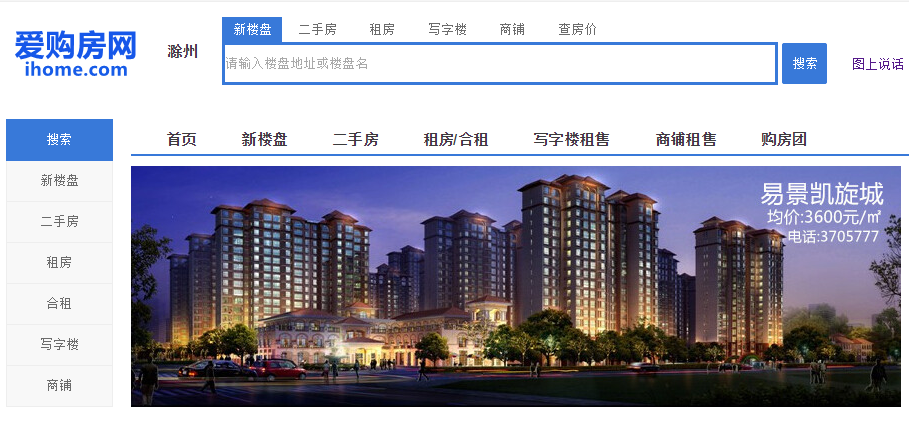 爱购房网
ihome.com
滁州
新楼盘 二手房 租房 写字楼 商铺 查房价
请输入楼盘地址或楼盘名
搜索
图上说话
搜索
新楼盘
二手房
租房
合租
写字楼
商铺
首页 新楼盘 二手房 租房/合租 写字楼租售 商铺租售 购房团
易景凯旋城
均价:3600元/㎡
电话:3705777